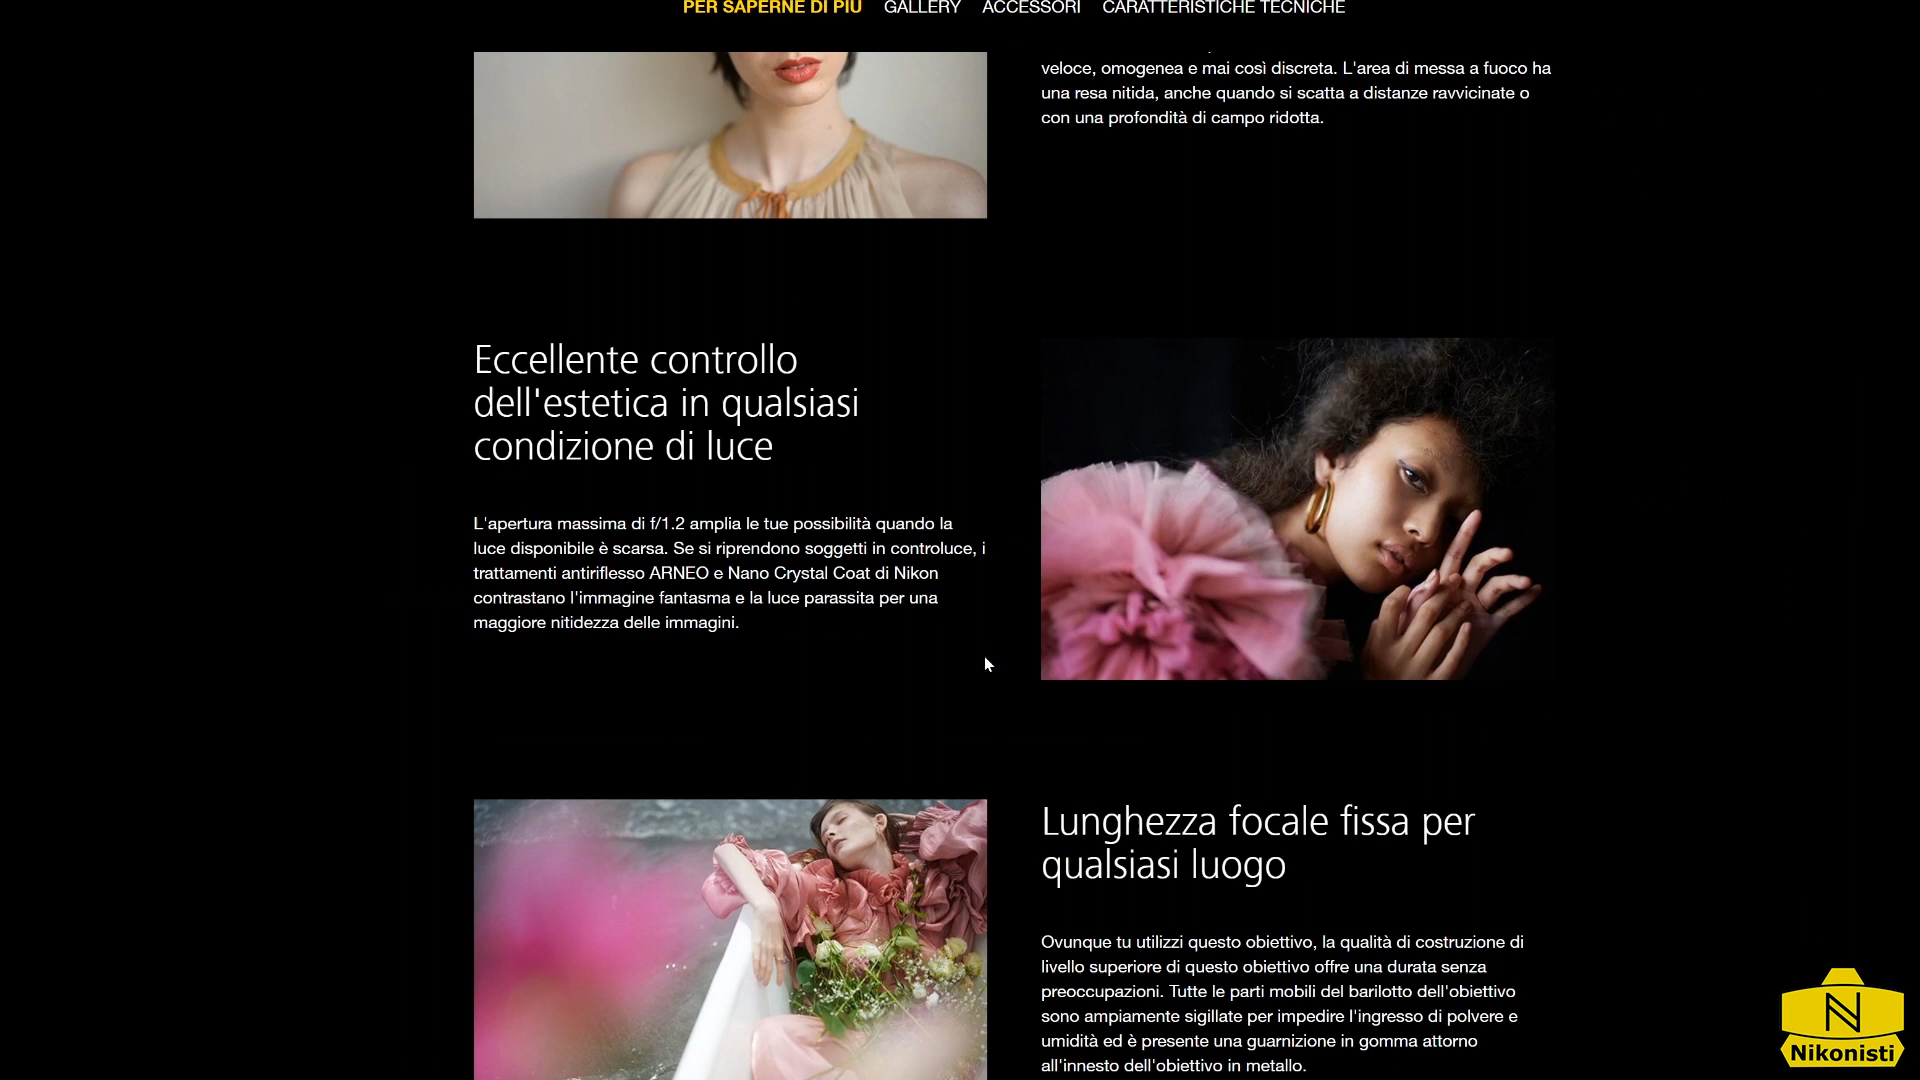 PER SAPERNE DI PIÙ GALLERY ACCESSORI CARATTERISTICHE TECNICHE
veloce, omogenea e mai così discreta. L'area di messa a fuoco ha
una resa nitida, anche quando si scatta a distanze ravvicinate o
con una profondità di campo ridotta.
Eccellente controllo
dell'estetica in qualsiasi
condizione di luce
L'apertura massima di f/1.2 amplia le tue possibilità quando la
luce disponibile è scarsa. Se si riprendono soggetti in controluce, i
trattamenti antiriflesso ARNEO e Nano Crystal Coat di Nikon
contrastano l'immagine fantasma e la luce parassita per una
maggiore nitidezza delle immagini.
Lunghezza focale fissa per
qualsiasi luogo
Ovunque tu utilizzi questo obiettivo, la qualità di costruzione di
livello superiore di questo obiettivo offre una durata senza
preoccupazioni. Tutte le parti mobili del barilotto dell'obiettivo
sono ampiamente sigillate per impedire l'ingresso di polvere e
umidità ed è presente una guarnizione in gomma attorno
all'innesto dell'obiettivo in metallo.
N
Nikonisti